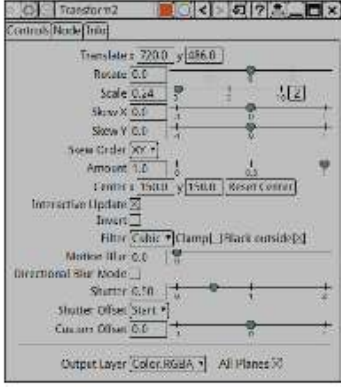 Transform2
Controls Node Info
Translate x 720.0 y 486.0
Rotate 0.0
Scale 0.24 2
Skew X 0.0
Skew Y 0.0
Skew Order XY
Amount 1.0 0.5
Center x 150.0 y 150.0 Reset Center
Interactive Update
Invert
Filter Cubic Clamp Black outside
Motion Blur 0.0
Directional Blur Mode
Shutter 0.50
Shutter Offset Start
Custom Offset 0.0
Output Layer Color.RGBA All Planes